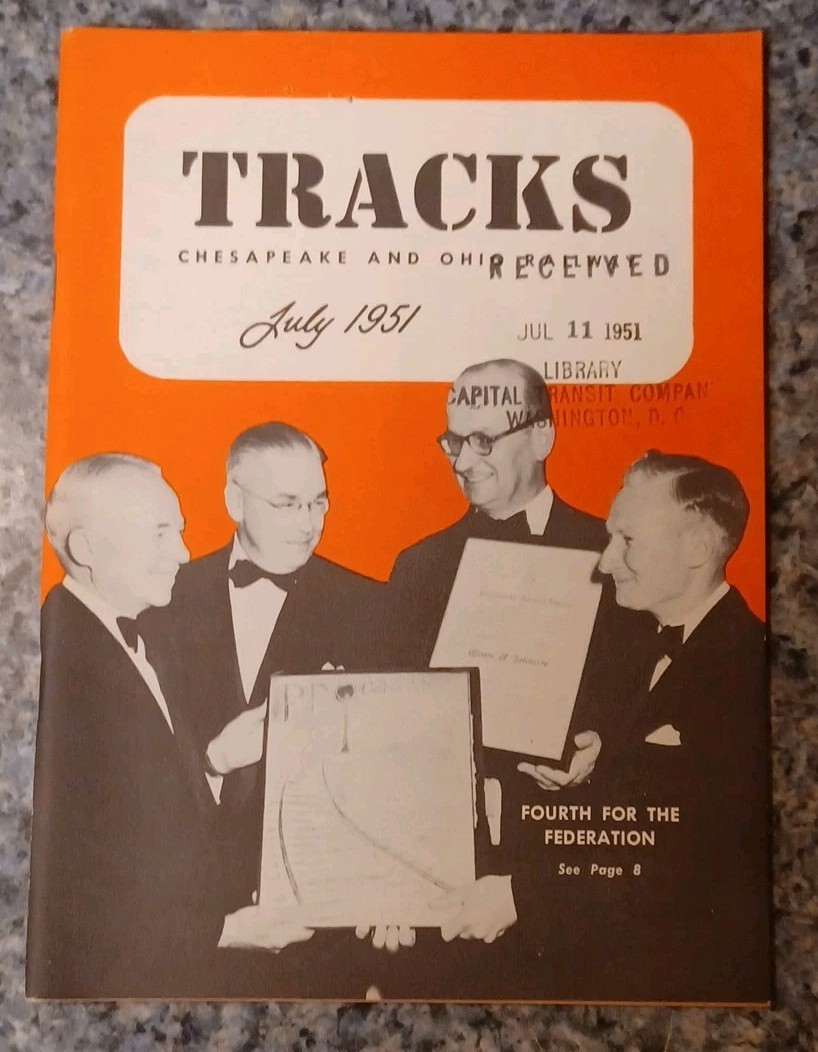 TRACKS
CHESAPEAKE AND OHIO RAILWAY
RECEIVED
July 1951
JUL 11 1951
LIBRARY
CAPITAL TRANSIT COMPAN
WASHINGTON, D. C
FOURTH FOR THE
FEDERATION
See Page 8